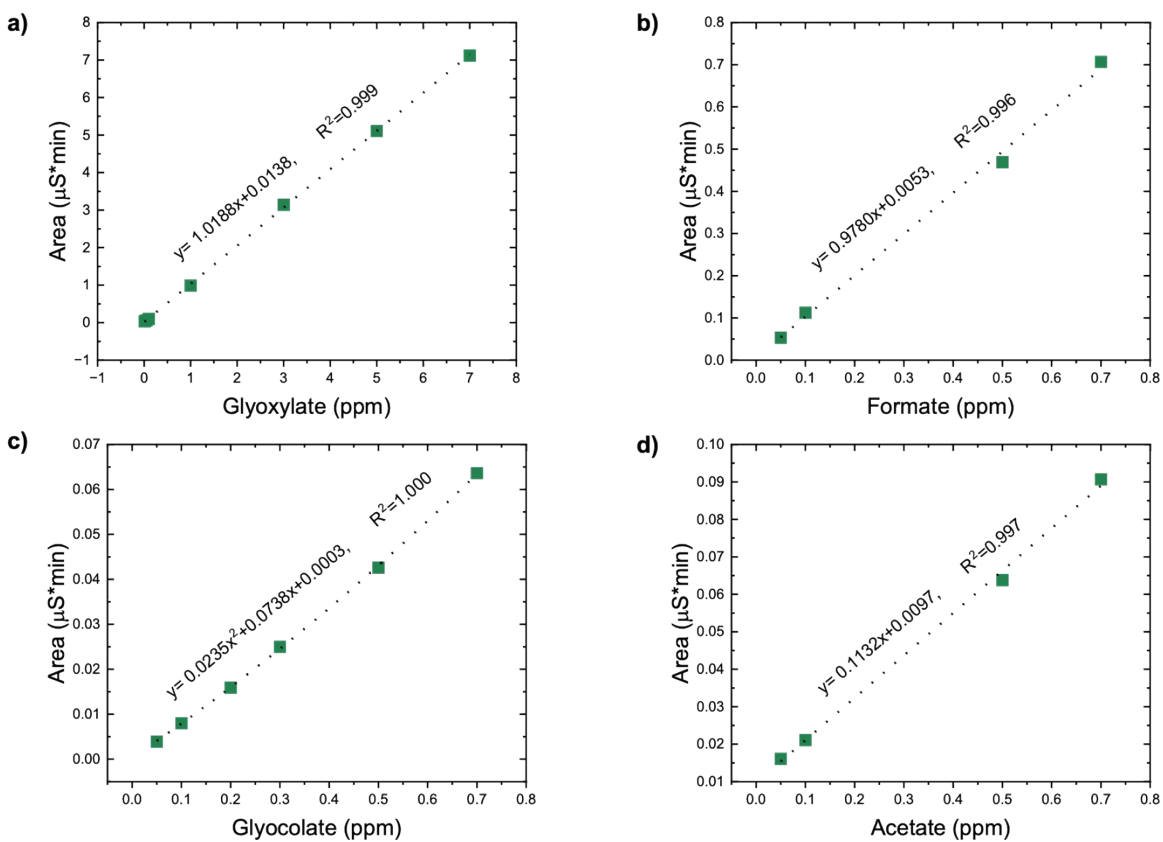 a)
Area (μS*min)
8
7
6
5
4
3
2
1
0
−1
y= 1.0188x+0.0138, R²=0.999
−1 0 1 2 3 4 5 6 7 8
Glyoxylate (ppm)
b)
Area (μS*min)
0.8
0.7
0.6
0.5
0.4
0.3
0.2
0.1
0.0
y= 0.9780x+0.0053, R²=0.996
0.0 0.1 0.2 0.3 0.4 0.5 0.6 0.7 0.8
Formate (ppm)
c)
Area (μS*min)
0.07
0.06
0.05
0.04
0.03
0.02
0.01
0.00
y= 0.0235x²+0.0738x+0.0003, R²=1.000
0.0 0.1 0.2 0.3 0.4 0.5 0.6 0.7 0.8
Glyocolate (ppm)
d)
Area (μS*min)
0.10
0.09
0.08
0.07
0.06
0.05
0.04
0.03
0.02
0.01
y= 0.1132x+0.0097, R²=0.997
0.0 0.1 0.2 0.3 0.4 0.5 0.6 0.7 0.8
Acetate (ppm)